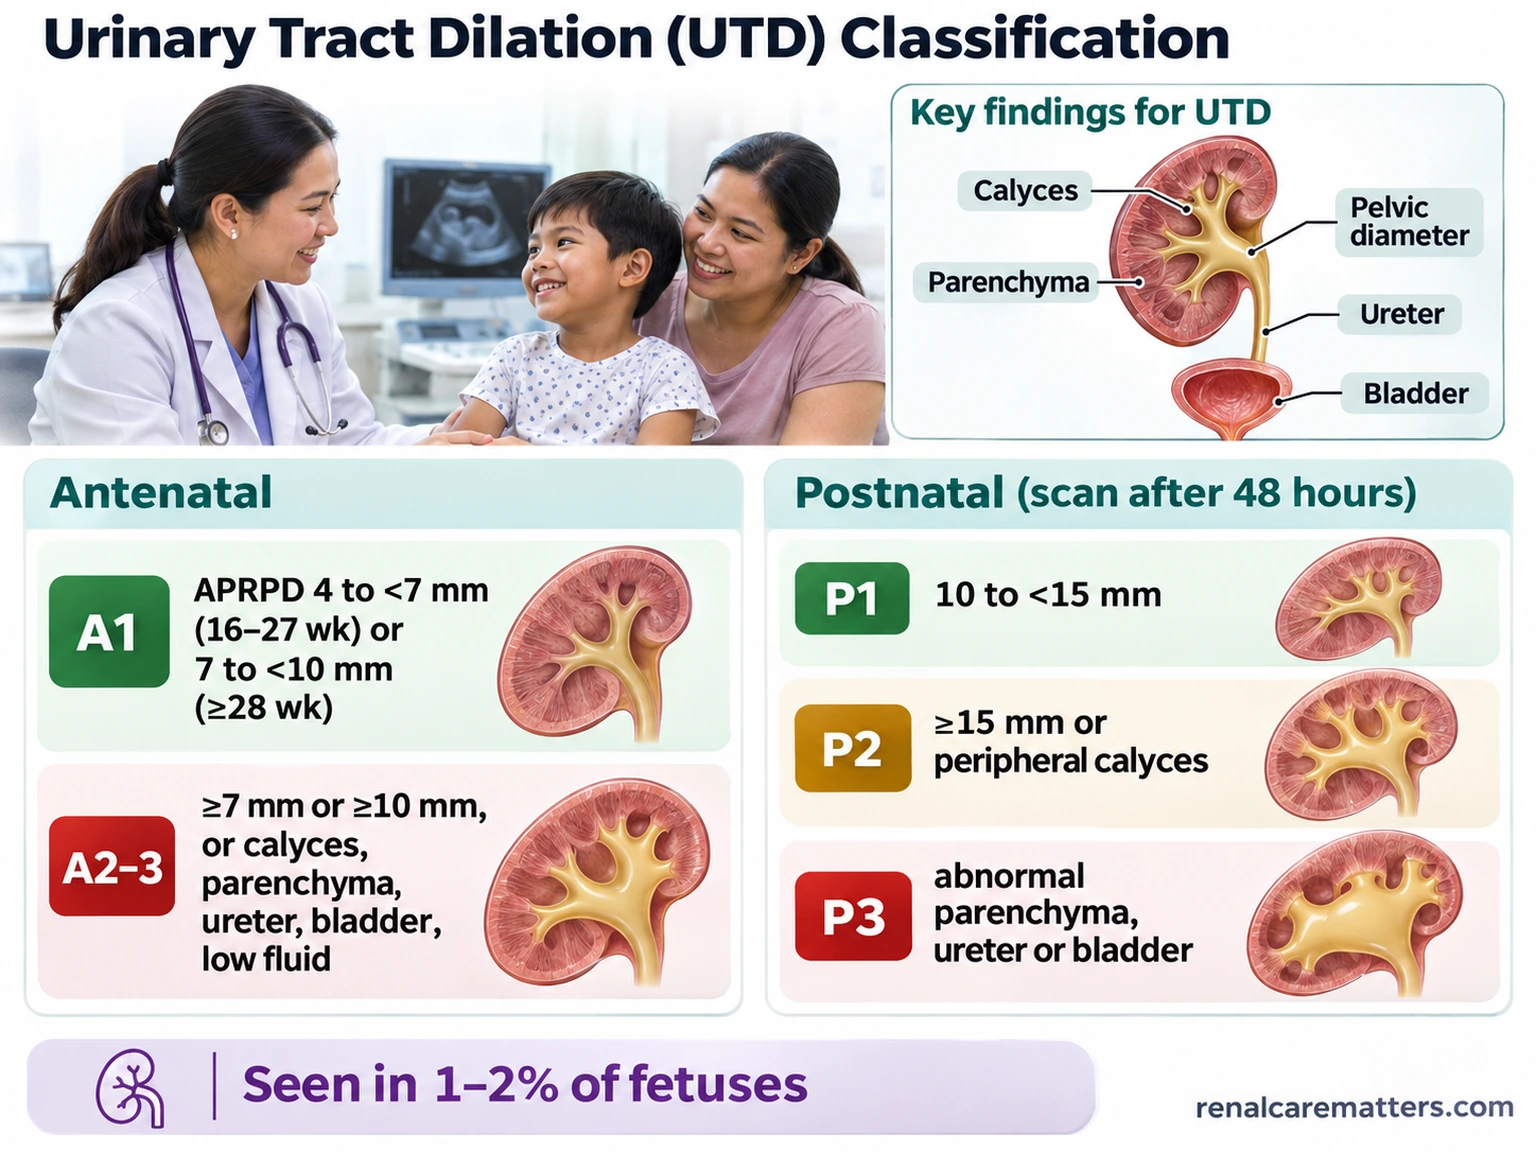 Urinary Tract Dilation (UTD) Classification
Key findings for UTD
Calyces
Pelvic
diameter
Parenchyma
Ureter
Bladder
Antenatal
A1
APRPD 4 to <7 mm
(16–27 wk) or
7 to <10 mm
(≥28 wk)
A2–3
≥7 mm or ≥10 mm,
or calyces,
parenchyma,
ureter, bladder,
low fluid
Postnatal (scan after 48 hours)
P1
10 to <15 mm
P2
≥15 mm or
peripheral calyces
P3
abnormal
parenchyma,
ureter or bladder
Seen in 1–2% of fetuses
renalcarematters.com